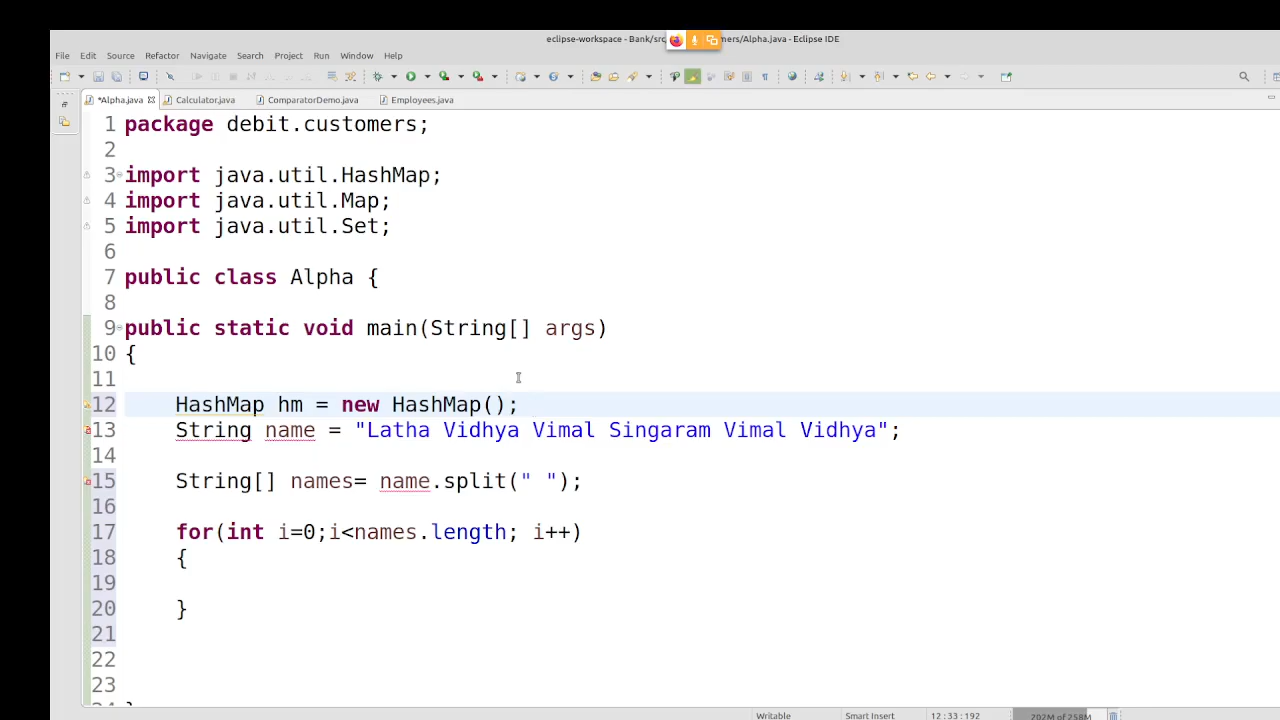 eclipse-workspace - Bank/src mers/Alpha.java - Eclipse IDE
File Edit Source Refactor Navigate Search Project Run Window Help
*Alpha.java Calculator.java ComparatorDemo.java Employees.java
1 package debit.customers;
2
3 import java.util.HashMap;
4 import java.util.Map;
5 import java.util.Set;
6
7 public class Alpha {
8
9 public static void main(String[] args)
10 {
11
12 HashMap hm = new HashMap();
13 String name = "Latha Vidhya Vimal Singaram Vimal Vidhya";
14
15 String[] names= name.split(" ");
16
17 for(int i=0;i<names.length; i++)
18 {
19
20 }
21
22
23
Writable Smart Insert 12 : 33 : 192 702M of 258M